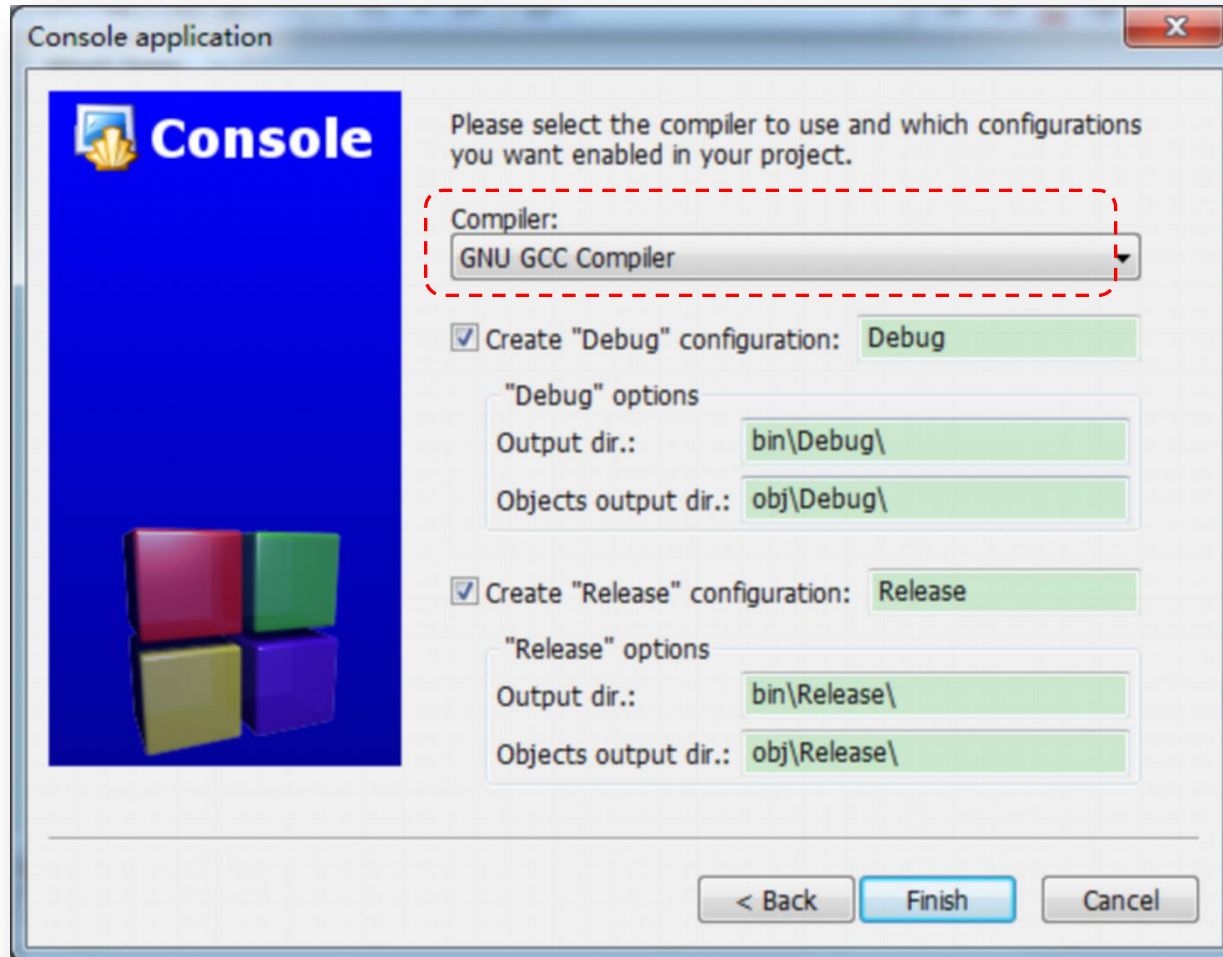 Console application
Console
Please select the compiler to use and which configurations
you want enabled in your project.
Compiler:
GNU GCC Compiler
Create "Debug" configuration: Debug
"Debug" options
Output dir.: bin\Debug\
Objects output dir.: obj\Debug\
Create "Release" configuration: Release
"Release" options
Output dir.: bin\Release\
Objects output dir.: obj\Release\
< Back Finish Cancel